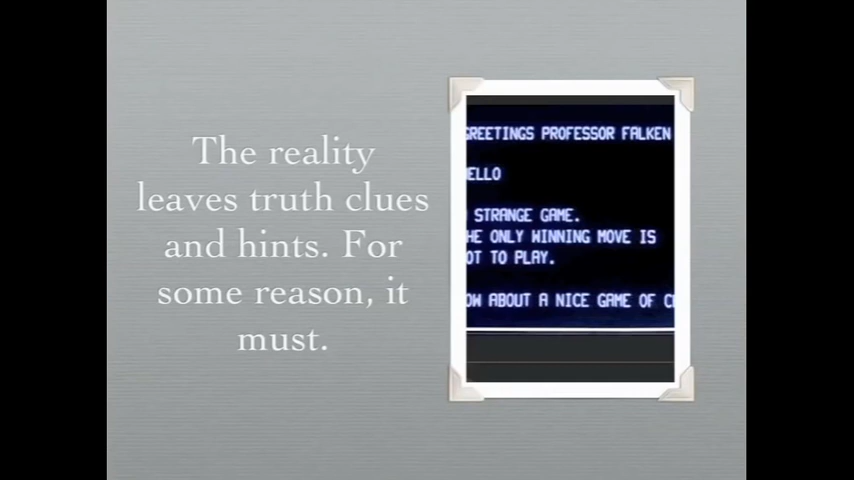 The reality
leaves truth clues
and hints. For
some reason, it
must.
GREETINGS PROFESSOR FALKEN
ELLO
STRANGE GAME.
HE ONLY WINNING MOVE IS
OT TO PLAY.
OW ABOUT A NICE GAME OF C